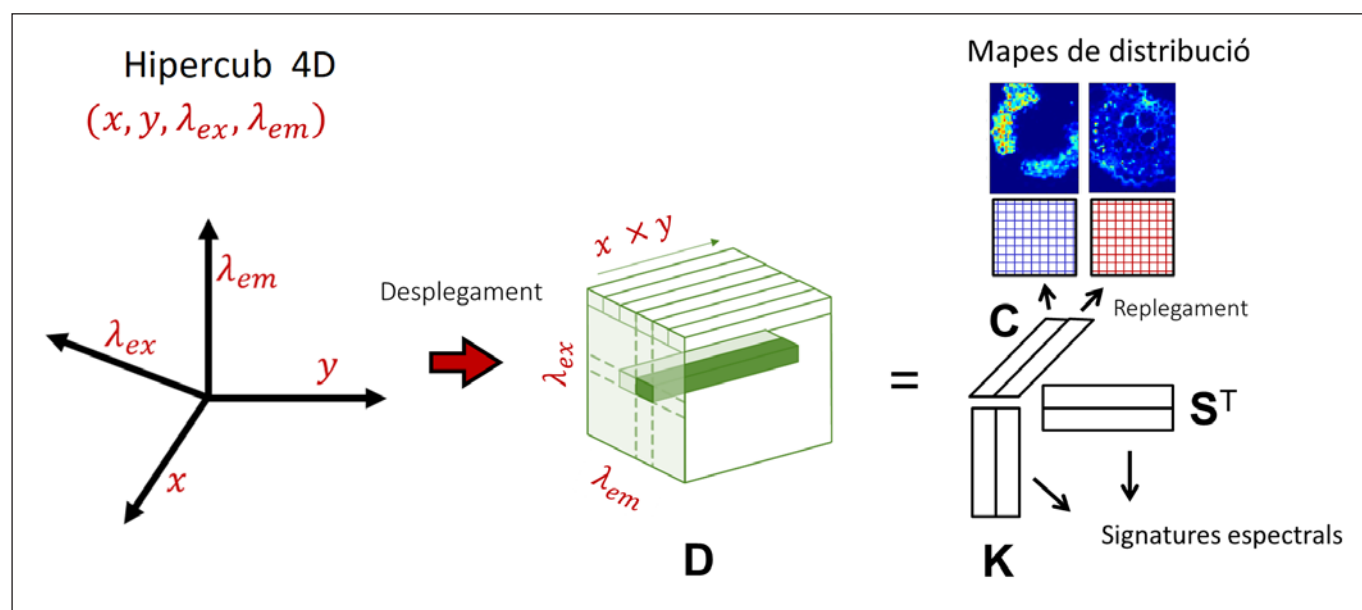 Hipercub 4D
(x, y, λex, λem)
λem
λex
y
x
Desplegament
x × y
λex
λem
D
=
Mapes de distribució
C
Replegament
Sᵀ
K
Signatures espectrals